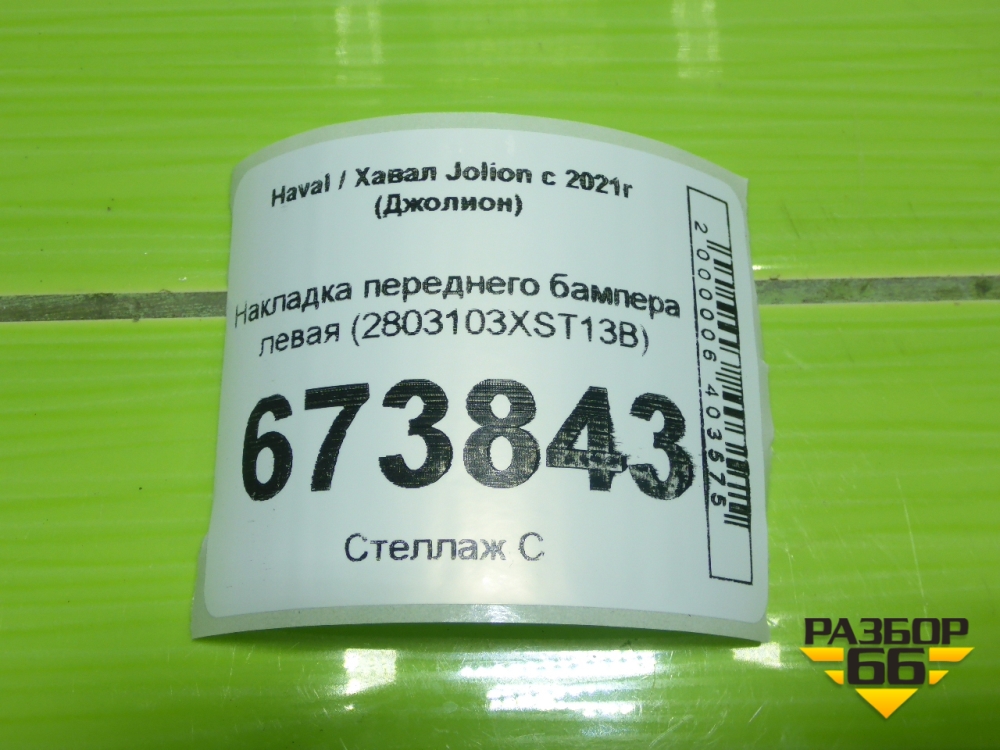 Haval / Хавал Jolion с 2021г
(Джолион)
Накладка переднего бампера
левая (2803103XST13B)
673843
Стеллаж С
2000006403575
РАЗБОР
66